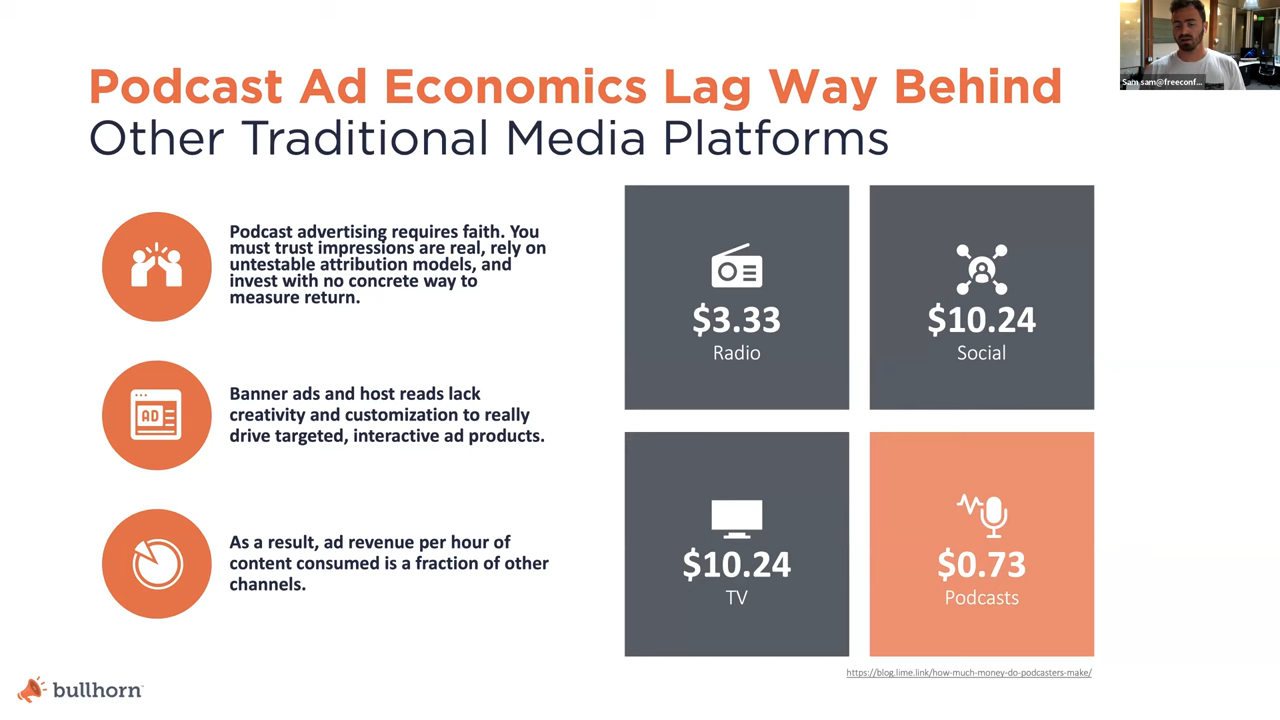 Podcast Ad Economics Lag Way Behind
Other Traditional Media Platforms
Podcast advertising requires faith. You
must trust impressions are real, rely on
untestable attribution models, and
invest with no concrete way to
measure return.
Banner ads and host reads lack
creativity and customization to really
drive targeted, interactive ad products.
AD
As a result, ad revenue per hour of
content consumed is a fraction of other
channels.
$3.33
Radio
$10.24
Social
$10.24
TV
$0.73
Podcasts
https://blog.lime.link/how-much-money-do-podcasters-make/
bullhorn™
Sam sam@freeconf...